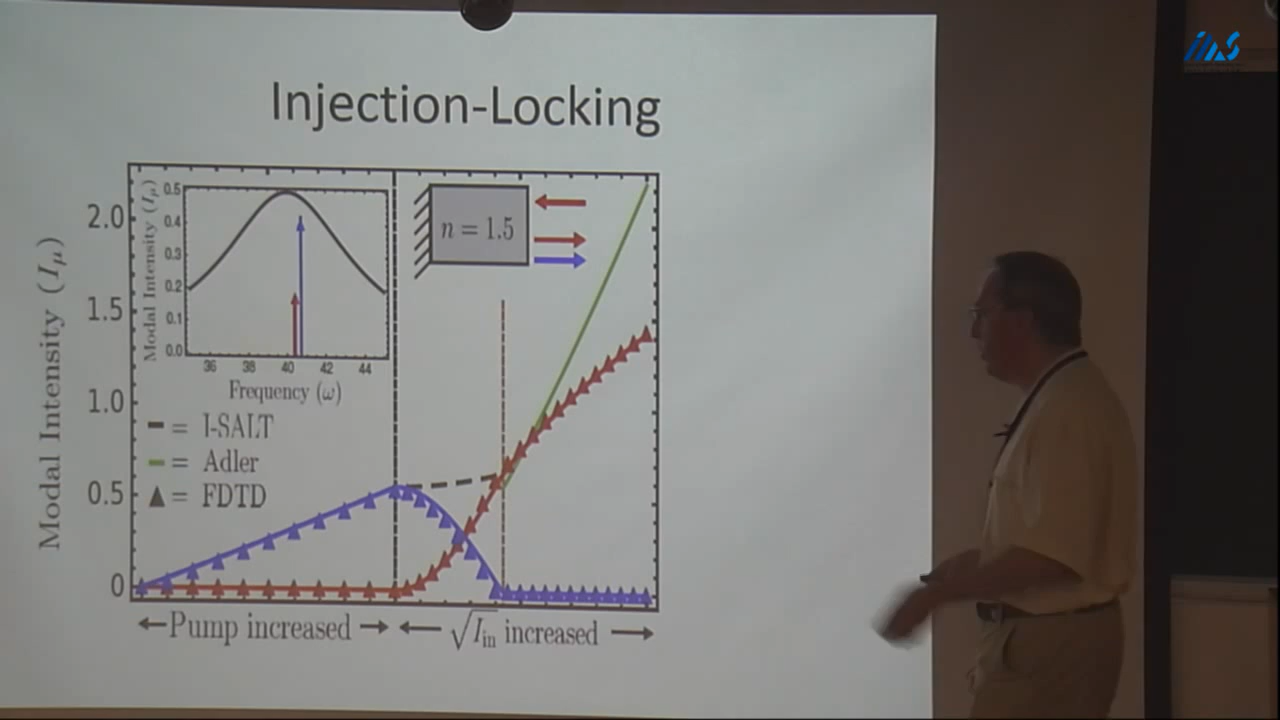 IMS
Injection-Locking
Modal Intensity (Iμ)
2.0
1.5
1.0
0.5
0
Modal Intensity (Iμ)
0.5
0.4
0.3
0.2
0.1
0.0
36 38 40 42 44
Frequency (ω)
n = 1.5
= I-SALT
= Adler
= FDTD
←Pump increased → ← √Iin increased →